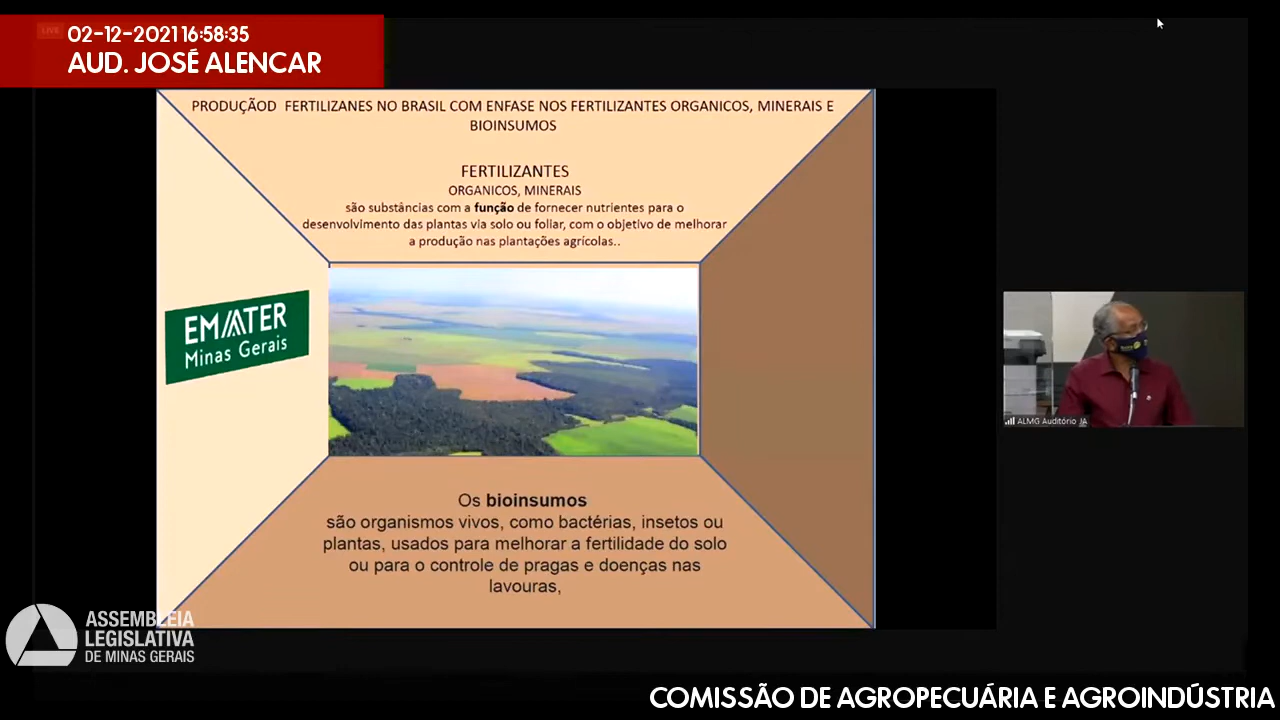 LIVE
02-12-2021 16:58:35
AUD. JOSÉ ALENCAR
PRODUÇÃOD FERTILIZANES NO BRASIL COM ENFASE NOS FERTILIZANTES ORGANICOS, MINERAIS E
BIOINSUMOS
FERTILIZANTES
ORGANICOS, MINERAIS
são substâncias com a função de fornecer nutrientes para o
desenvolvimento das plantas via solo ou foliar, com o objetivo de melhorar
a produção nas plantações agrícolas..
EMATER
Minas Gerais
ALMG Auditório JA
Os bioinsumos
são organismos vivos, como bactérias, insetos ou
plantas, usados para melhorar a fertilidade do solo
ou para o controle de pragas e doenças nas
lavouras,
ASSEMBLEIA
LEGISLATIVA
DE MINAS GERAIS
COMISSÃO DE AGROPECUÁRIA E AGROINDÚSTRIA